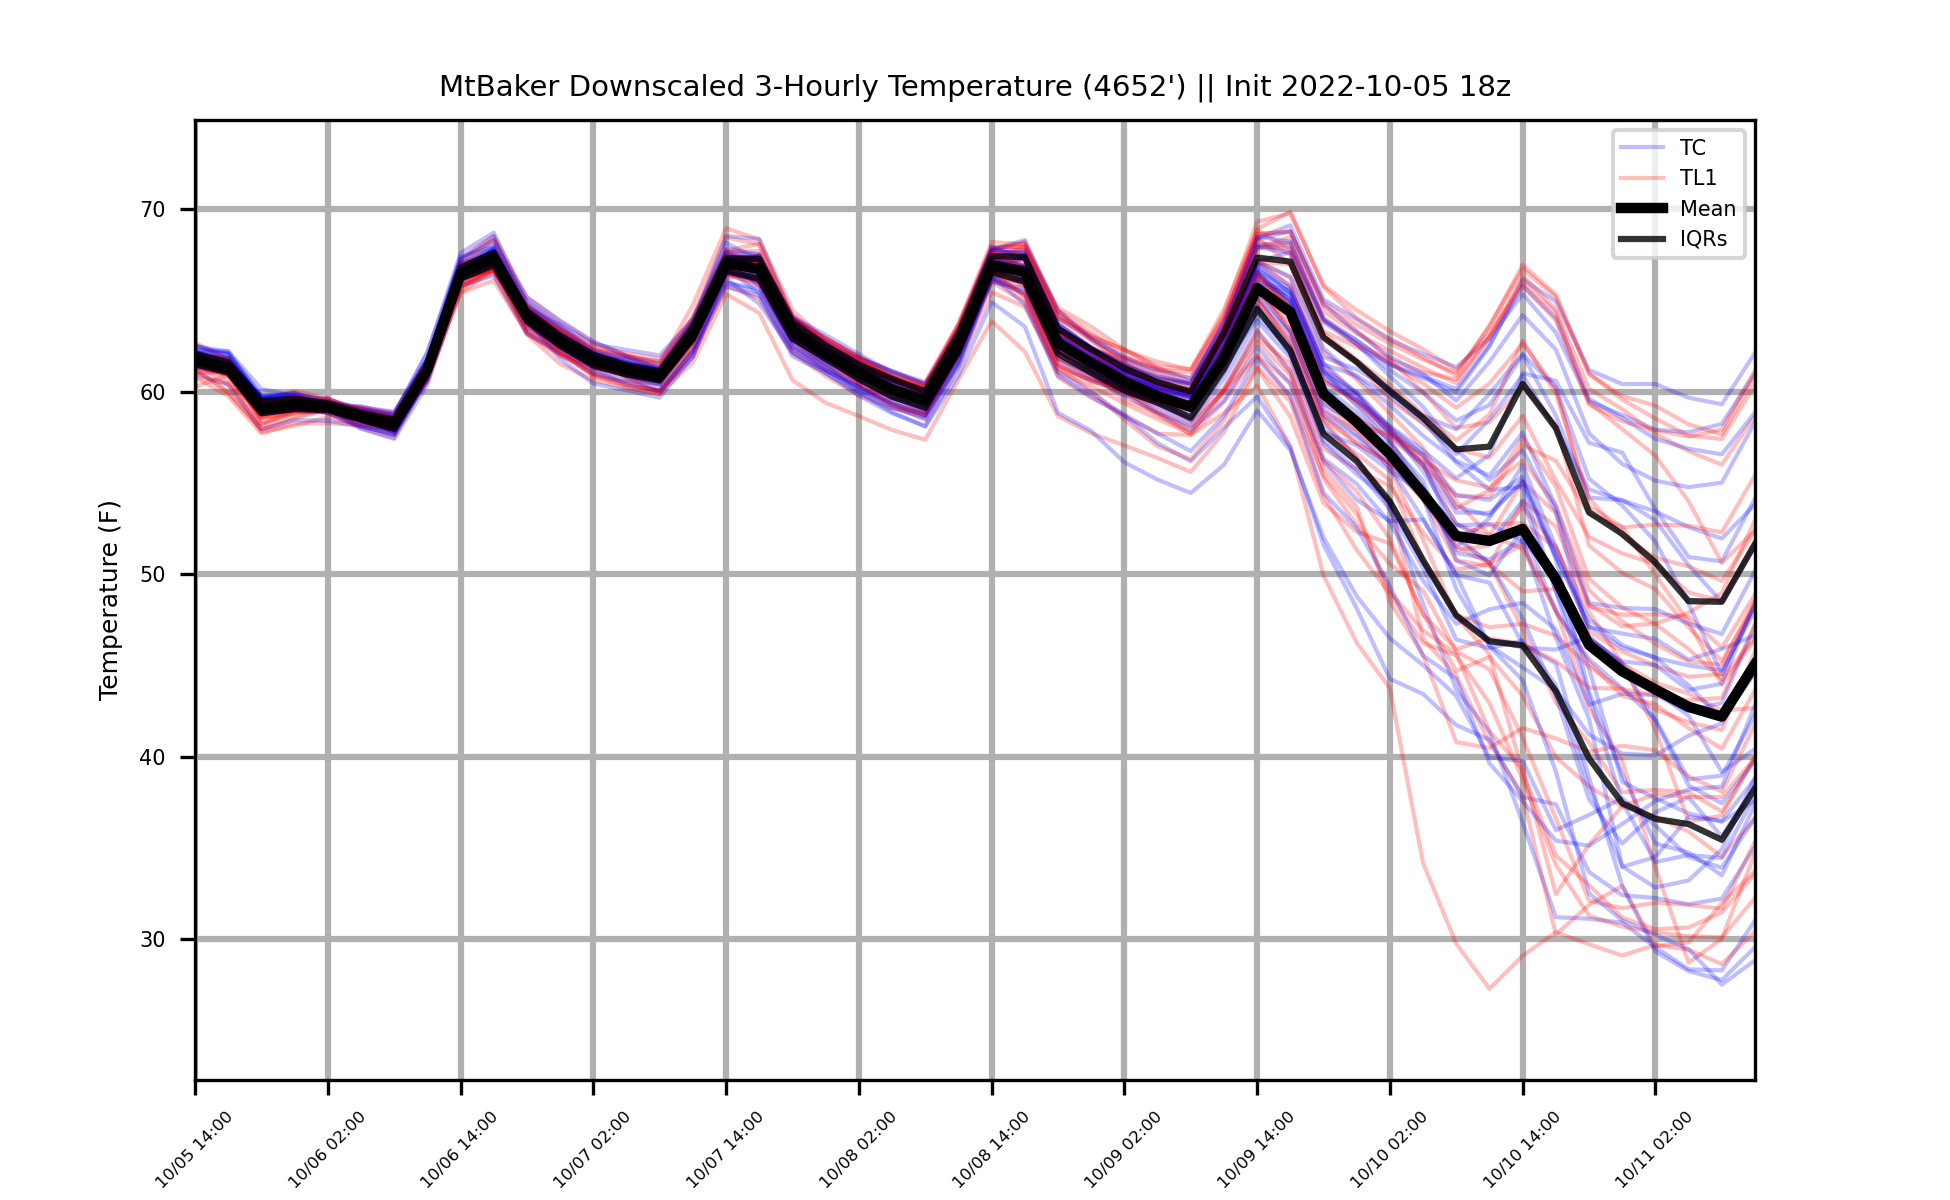 MtBaker Downscaled 3-Hourly Temperature (4652') || Init 2022-10-05 18z
TC
TL1
Mean
IQRs
Temperature (F)
70
60
50
40
30
10/05 14:00
10/06 02:00
10/06 14:00
10/07 02:00
10/07 14:00
10/08 02:00
10/08 14:00
10/09 02:00
10/09 14:00
10/10 02:00
10/10 14:00
10/11 02:00